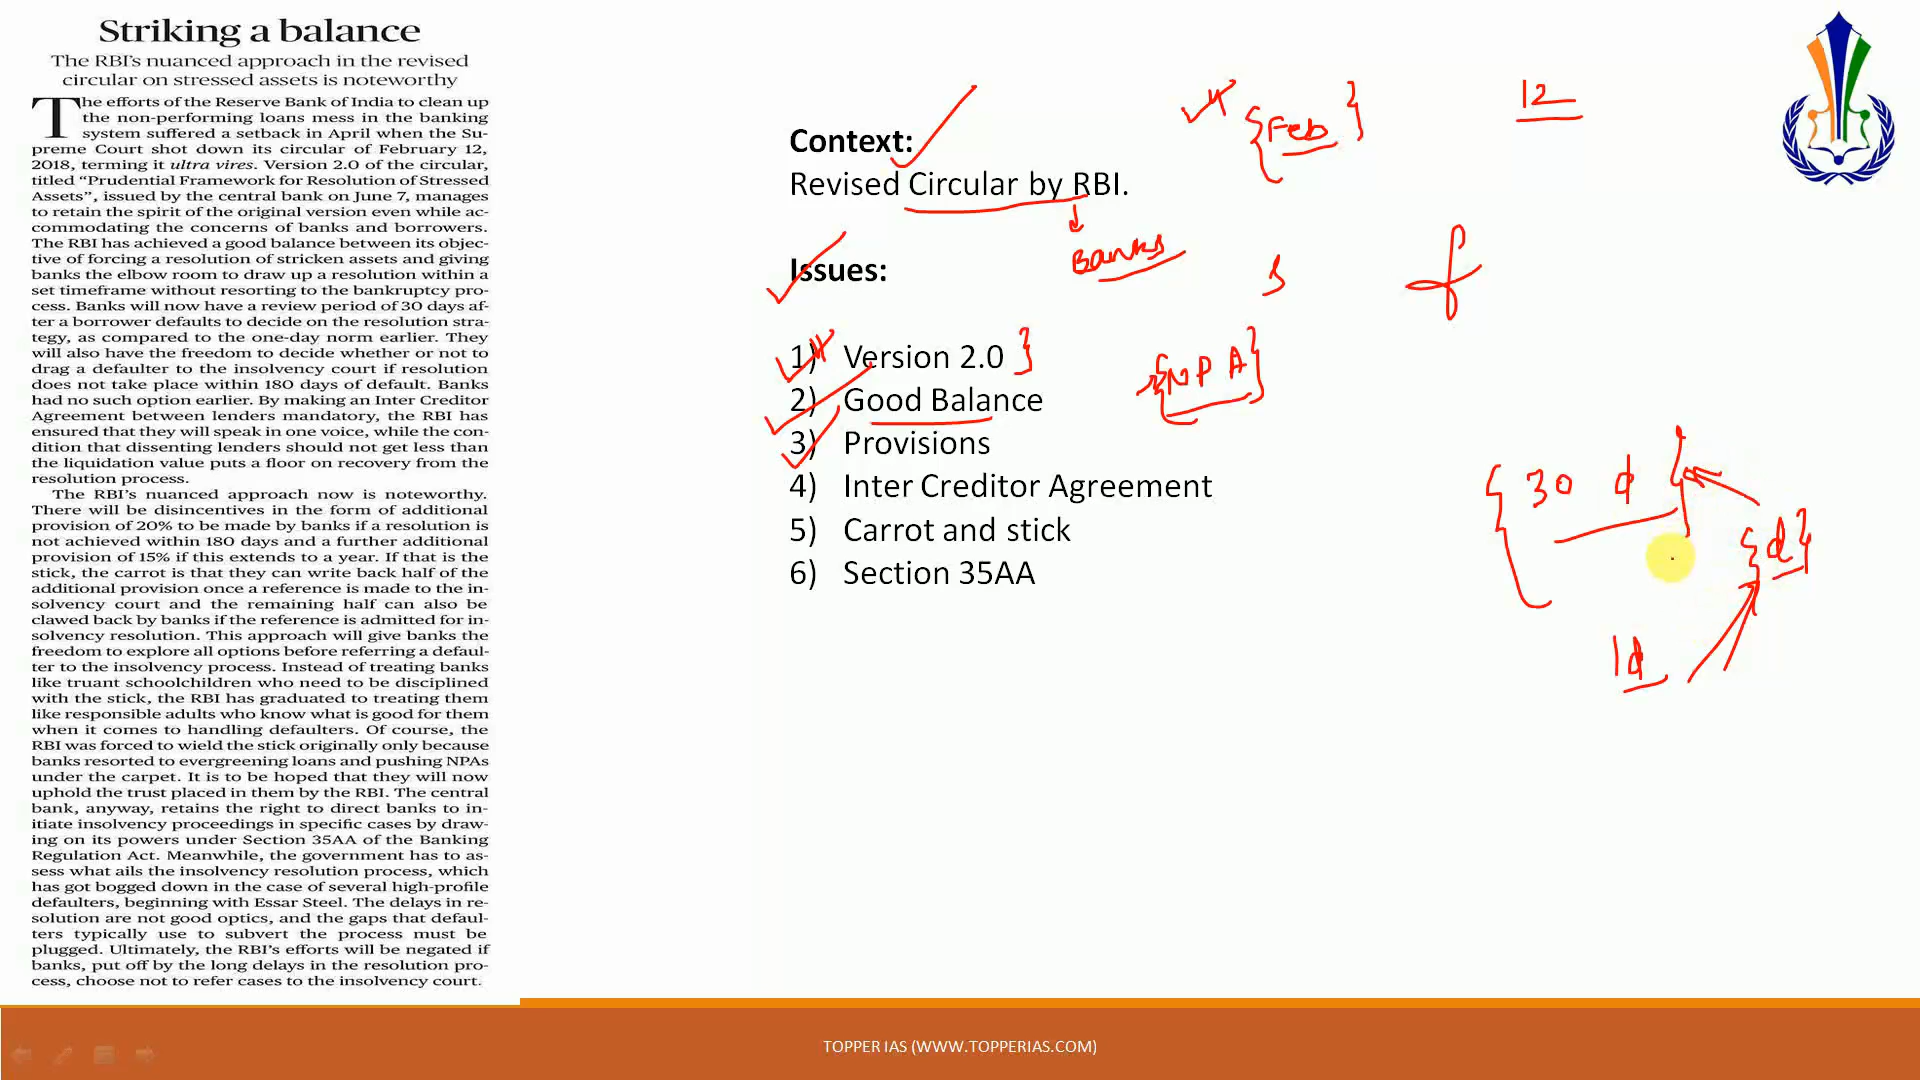 Striking a balance
The RBI's nuanced approach in the revised
circular on stressed assets is noteworthy
The efforts of the Reserve Bank of India to clean up
the non-performing loans mess in the banking
system suffered a setback in April when the Su-
preme Court shot down its circular of February 12,
2018, terming it ultra vires. Version 2.0 of the circular,
titled “Prudential Framework for Resolution of Stressed
Assets”, issued by the central bank on June 7, manages
to retain the spirit of the original version even while ac-
commodating the concerns of banks and borrowers.
The RBI has achieved a good balance between its objec-
tive of forcing a resolution of stricken assets and giving
banks the elbow room to draw up a resolution within a
set timeframe without resorting to the bankruptcy pro-
cess. Banks will now have a review period of 30 days af-
ter a borrower defaults to decide on the resolution stra-
tegy, as compared to the one-day norm earlier. They
will also have the freedom to decide whether or not to
drag a defaulter to the insolvency court if resolution
does not take place within 180 days of default. Banks
had no such option earlier. By making an Inter Creditor
Agreement between lenders mandatory, the RBI has
ensured that they will speak in one voice, while the con-
dition that dissenting lenders should not get less than
the liquidation value puts a floor on recovery from the
resolution process.
The RBI's nuanced approach now is noteworthy.
There will be disincentives in the form of additional
provision of 20% to be made by banks if a resolution is
not achieved within 180 days and a further additional
provision of 15% if this extends to a year. If that is the
stick, the carrot is that they can write back half of the
additional provision once a reference is made to the in-
solvency court and the remaining half can also be
clawed back by banks if the reference is admitted for in-
solvency resolution. This approach will give banks the
freedom to explore all options before referring a defaul-
ter to the insolvency process. Instead of treating banks
like truant schoolchildren who need to be disciplined
with the stick, the RBI has graduated to treating them
like responsible adults who know what is good for them
when it comes to handling defaulters. Of course, the
RBI was forced to wield the stick originally only because
banks resorted to evergreening loans and pushing NPAs
under the carpet. It is to be hoped that they will now
uphold the trust placed in them by the RBI. The central
bank, anyway, retains the right to direct banks to in-
itiate insolvency proceedings in specific cases by draw-
ing on its powers under Section 35AA of the Banking
Regulation Act. Meanwhile, the government has to as-
sess what ails the insolvency resolution process, which
has got bogged down in the case of several high-profile
defaulters, beginning with Essar Steel. The delays in re-
solution are not good optics, and the gaps that defaul-
ters typically use to subvert the process must be
plugged. Ultimately, the RBI's efforts will be negated if
banks, put off by the long delays in the resolution pro-
cess, choose not to refer cases to the insolvency court.
Context:
Revised Circular by RBI.
Issues:
1) Version 2.0
2) Good Balance
3) Provisions
4) Inter Creditor Agreement
5) Carrot and stick
6) Section 35AA
{Feb}
12
Banks
{NPA}
{30 d}
{d}
1d
TOPPER IAS (WWW.TOPPERIAS.COM)